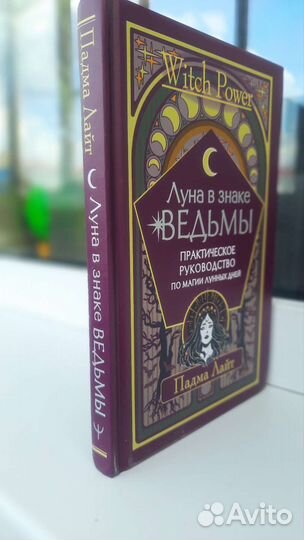 Падма Лайт Луна в знаке ВЕДЬМЫ
Witch Power
Луна в знаке
ВЕДЬМЫ
ПРАКТИЧЕСКОЕ
РУКОВОДСТВО
ПО МАГИИ ЛУННЫХ ДНЕЙ
Падма Лайт
Avito